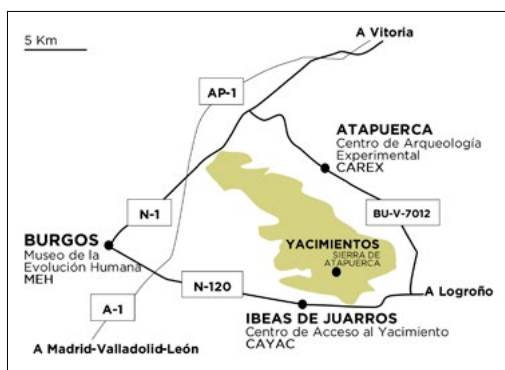 5 Km
A Vitoria
AP-1
ATAPUERCA
Centro de Arqueología
Experimental
CAREX
N-1
BU-V-7012
BURGOS
Museo de la
Evolución Humana
MEH
YACIMIENTOS
SIERRA DE
ATAPUERCA
N-120
A Logroño
A-1
IBEAS DE JUARROS
Centro de Acceso al Yacimiento
CAYAC
A Madrid-Valladolid-León